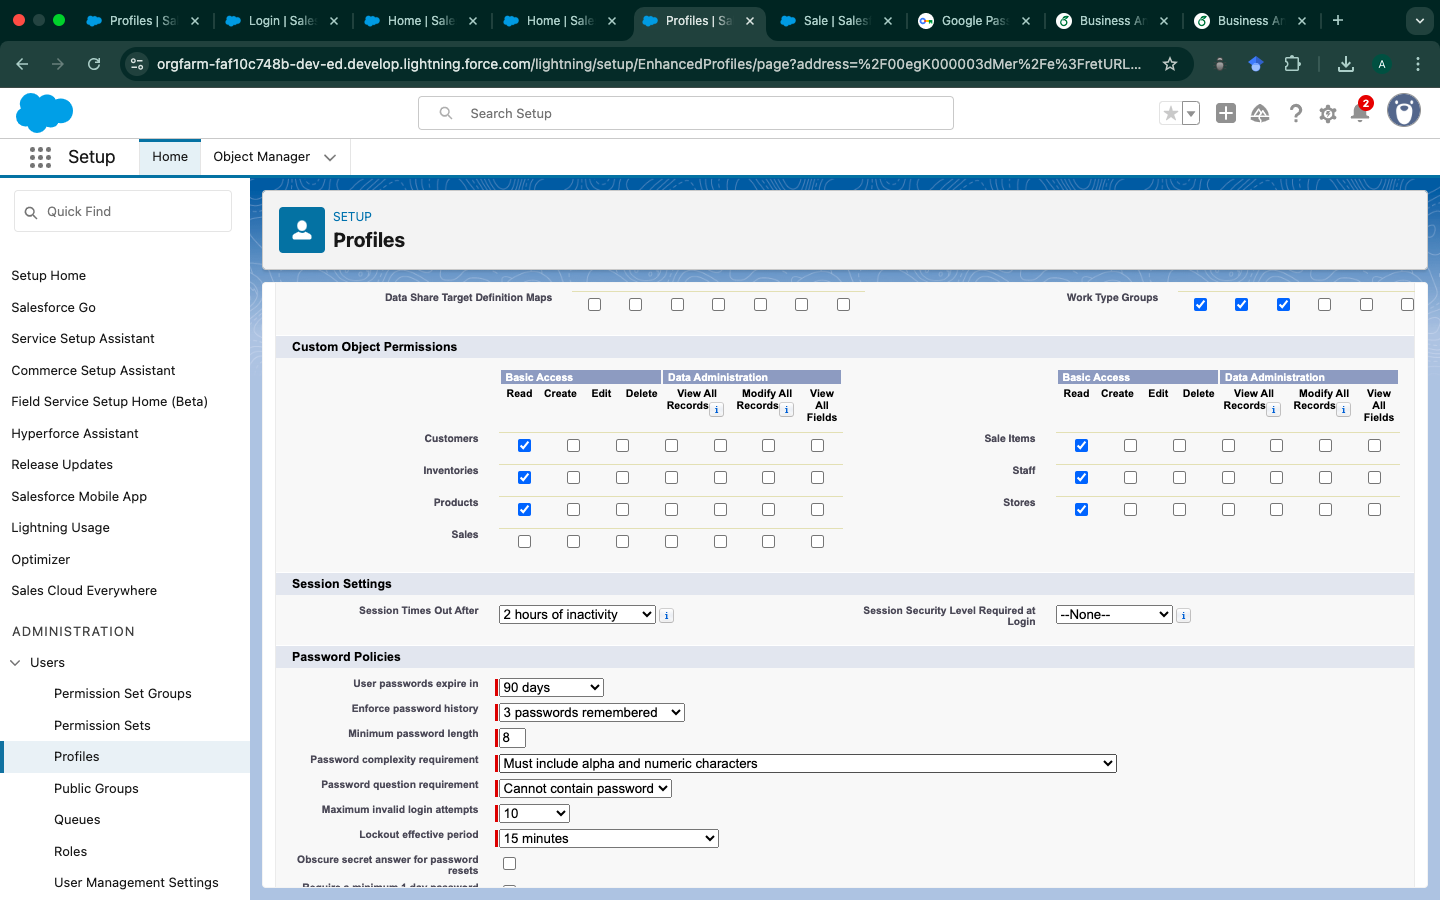 Profiles | Sa
Login | Sale
Home | Sale
Home | Sale
Profiles | Sa
Sale | Sales
Google Pas
Business An
Business An
orgfarm-faf10c748b-dev-ed.develop.lightning.force.com/lightning/setup/EnhancedProfiles/page?address=%2F00egK000003dMer%2Fe%3FretURL...
A
Search Setup
2
Setup
Home
Object Manager
Quick Find
Setup Home
Salesforce Go
Service Setup Assistant
Commerce Setup Assistant
Field Service Setup Home (Beta)
Hyperforce Assistant
Release Updates
Salesforce Mobile App
Lightning Usage
Optimizer
Sales Cloud Everywhere
ADMINISTRATION
Users
Permission Set Groups
Permission Sets
Profiles
Public Groups
Queues
Roles
User Management Settings
SETUP
Profiles
Data Share Target Definition Maps
Work Type Groups
Custom Object Permissions
Basic Access Data Administration
Read Create Edit Delete View All Records i Modify All Records i View All Fields
Customers
Inventories
Products
Sales
Basic Access Data Administration
Read Create Edit Delete View All Records i Modify All Records i View All Fields
Sale Items
Staff
Stores
Session Settings
Session Times Out After 2 hours of inactivity i
Session Security Level Required at Login --None-- i
Password Policies
User passwords expire in 90 days
Enforce password history 3 passwords remembered
Minimum password length 8
Password complexity requirement Must include alpha and numeric characters
Password question requirement Cannot contain password
Maximum invalid login attempts 10
Lockout effective period 15 minutes
Obscure secret answer for password resets
Require a minimum 1 day password